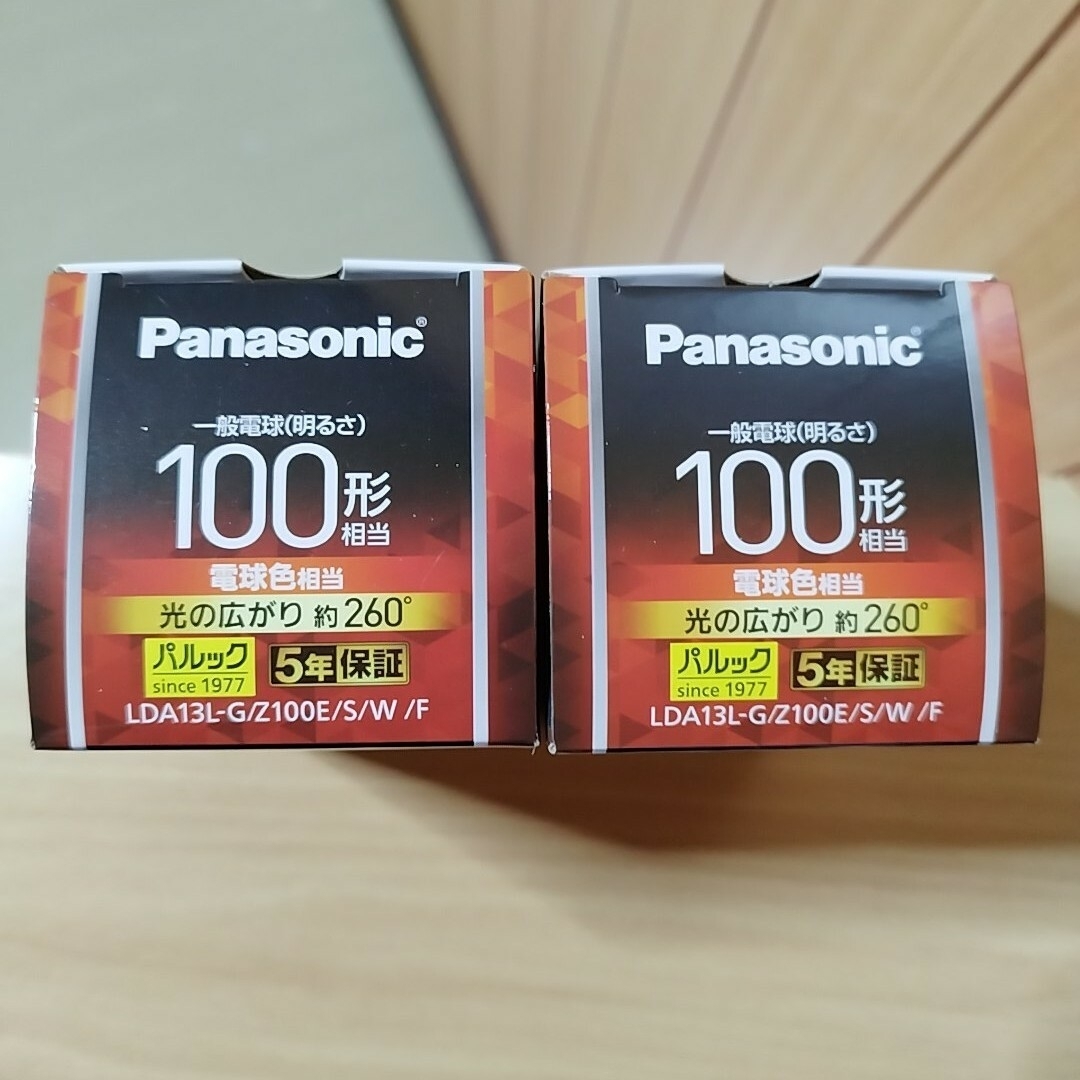 Panasonic®
一般電球(明るさ)
100形
相当
電球色相当
光の広がり 約260°
パルック
since 1977
5年保証
LDA13L-G/Z100E/S/W /F
Panasonic®
一般電球(明るさ)
100形
相当
電球色相当
光の広がり 約260°
パルック
since 1977
5年保証
LDA13L-G/Z100E/S/W /F